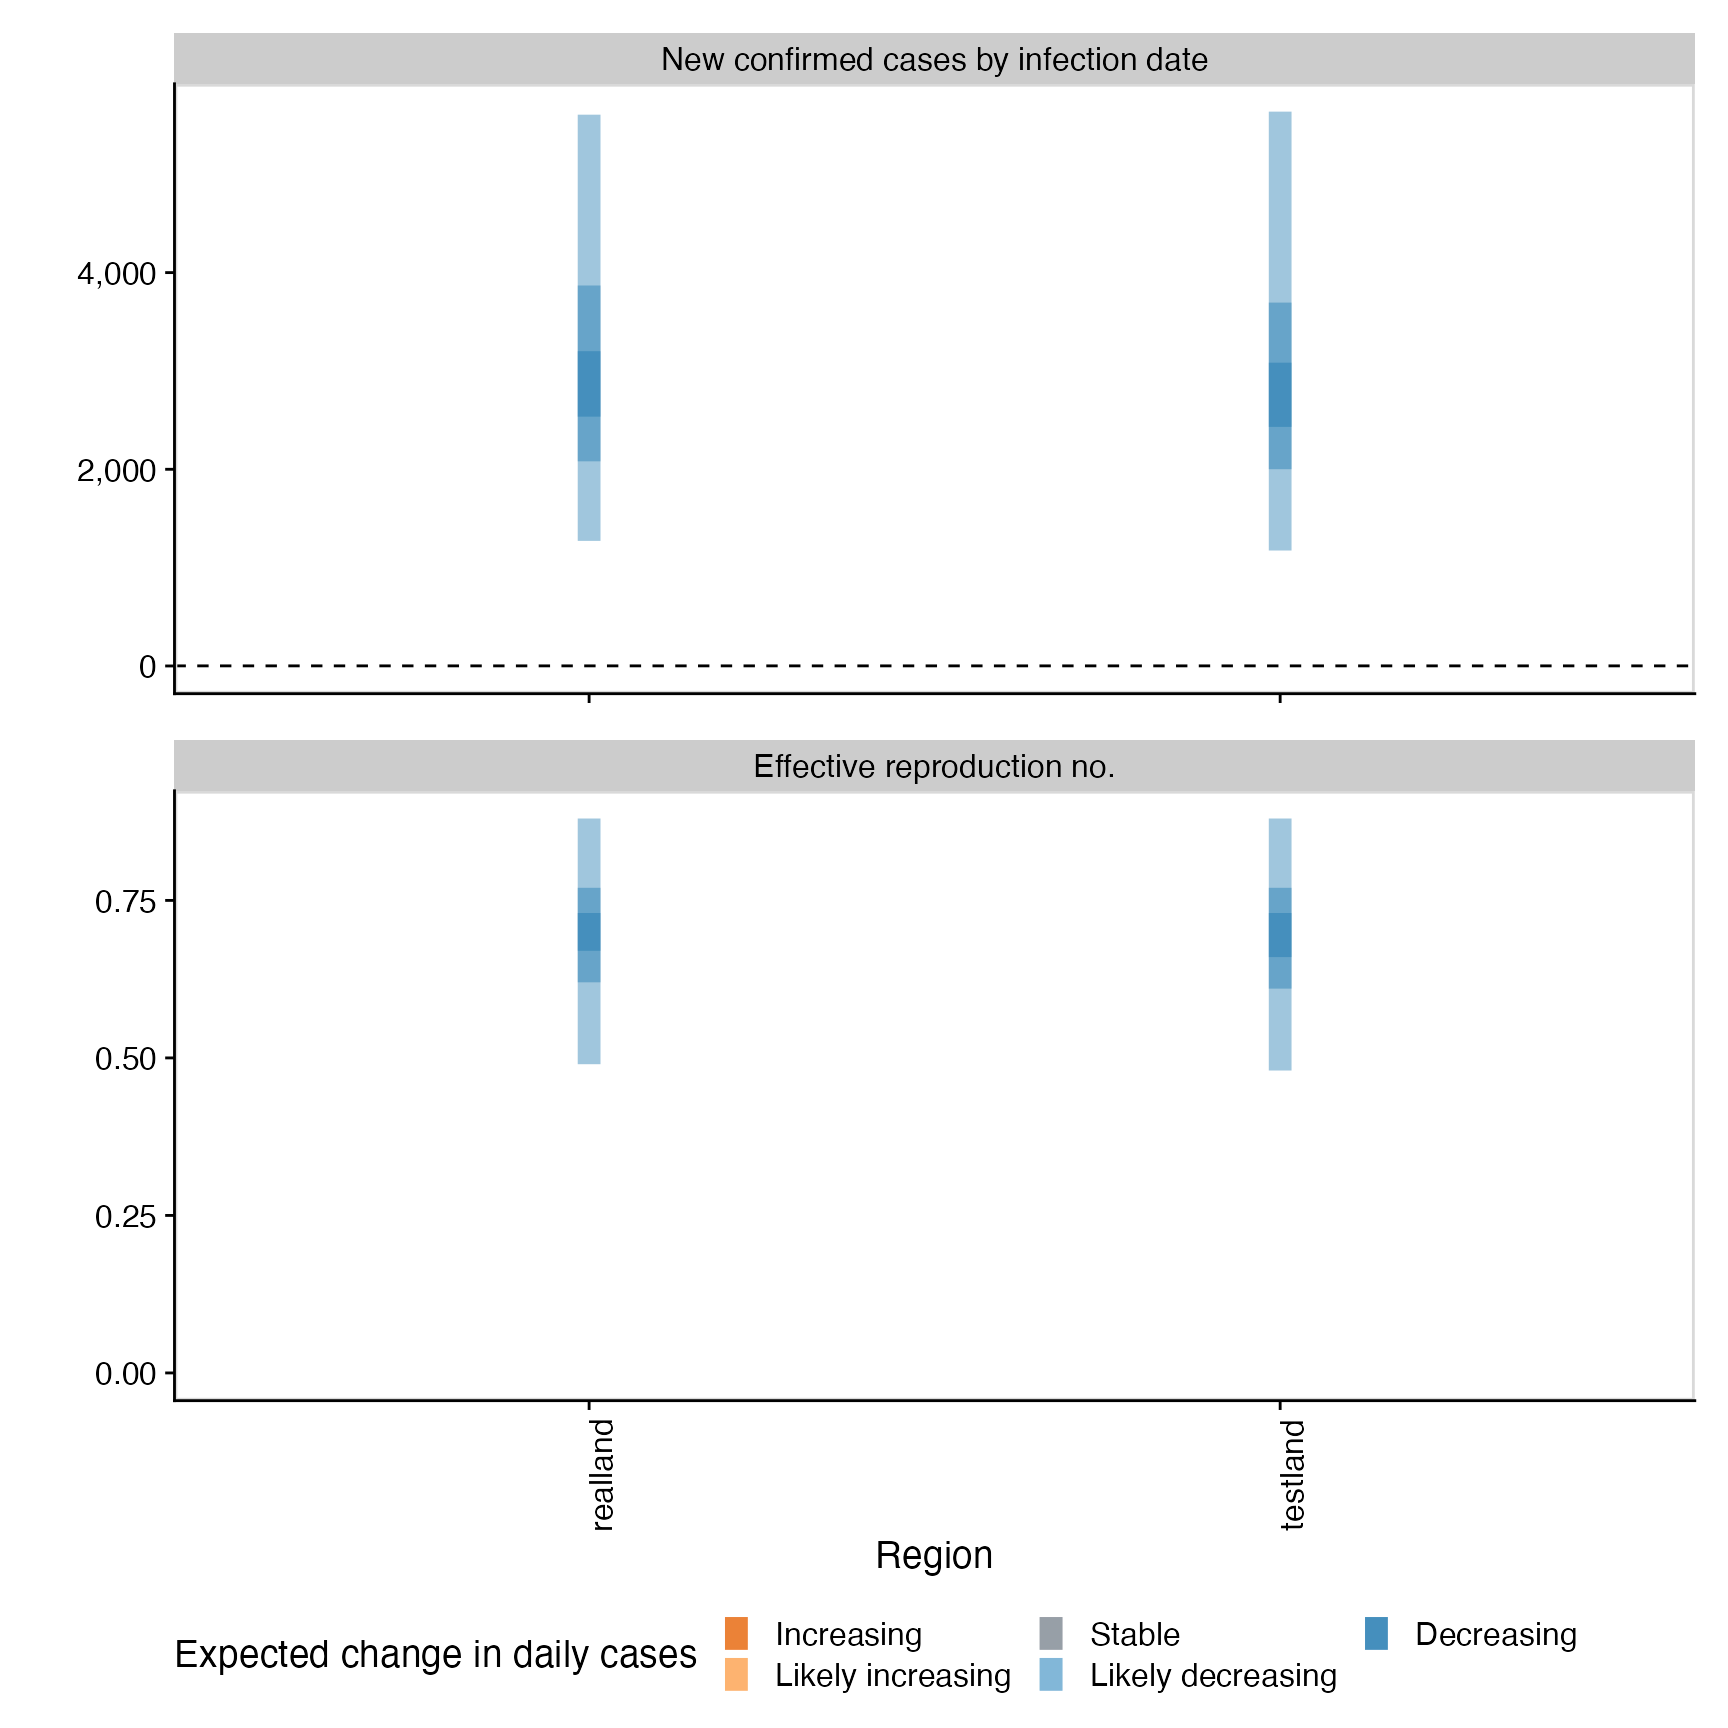 New confirmed cases by infection date
4,000
2,000
0
Effective reproduction no.
0.75
0.50
0.25
0.00
realland
testland
Region
Expected change in daily cases
Increasing
Likely increasing
Stable
Likely decreasing
Decreasing